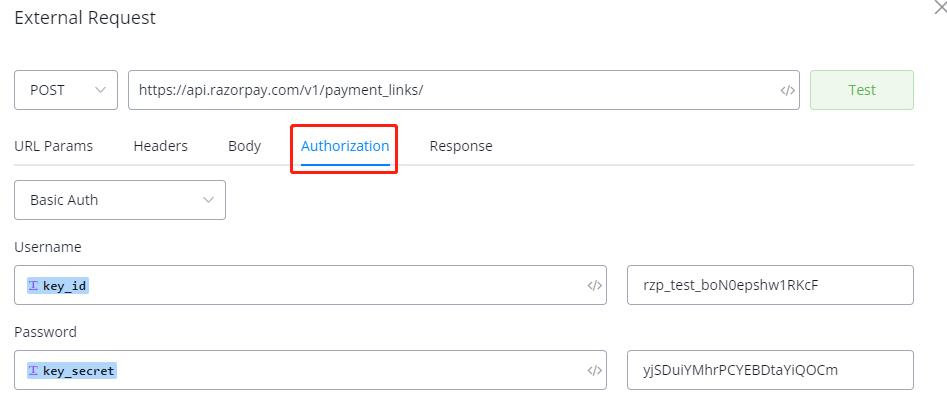 External Request
POST https://api.razorpay.com/v1/payment_links/ </> Test
URL Params Headers Body Authorization Response
Basic Auth
Username
key_id </> rzp_test_boN0epshw1RKcF
Password
key_secret </> yjSDuiYMhrPCYEBDtaYiQOCm